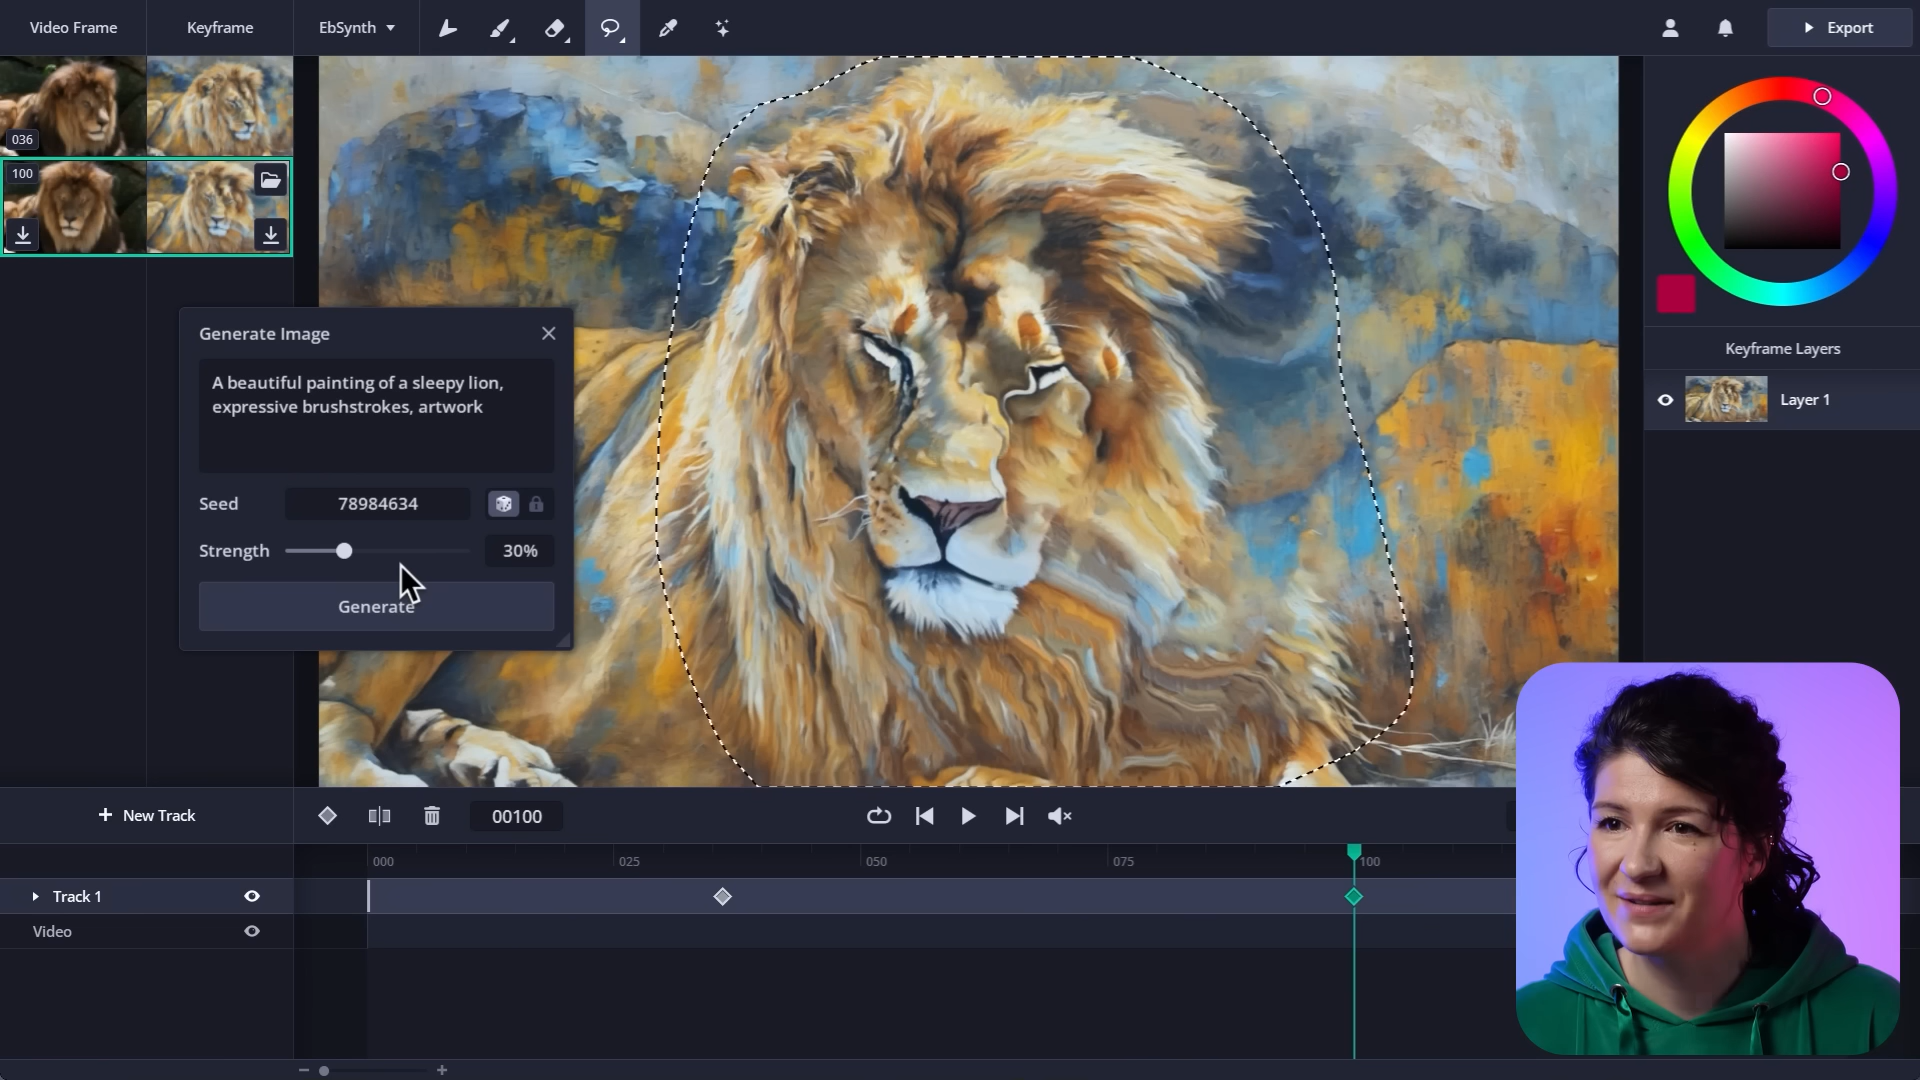 Video Frame
Keyframe
EbSynth
Export
036
100
Generate Image
A beautiful painting of a sleepy lion,
expressive brushstrokes, artwork
Seed
78984634
Strength
30%
Generate
Keyframe Layers
Layer 1
New Track
00100
000
025
050
075
100
Track 1
Video